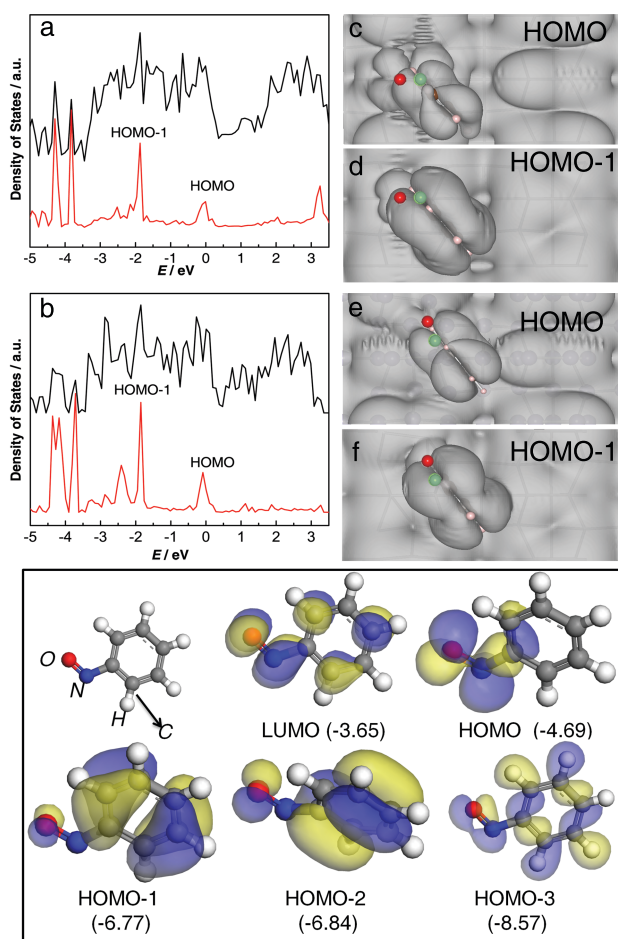 a
Density of States / a.u.
HOMO-1
HOMO
-5 -4 -3 -2 -1 0 1 2 3
E / eV
c
HOMO
d
HOMO-1
b
Density of States / a.u.
HOMO-1
HOMO
-5 -4 -3 -2 -1 0 1 2 3
E / eV
e
HOMO
f
HOMO-1
O
N
H
C
LUMO (-3.65)
HOMO (-4.69)
HOMO-1
(-6.77)
HOMO-2
(-6.84)
HOMO-3
(-8.57)